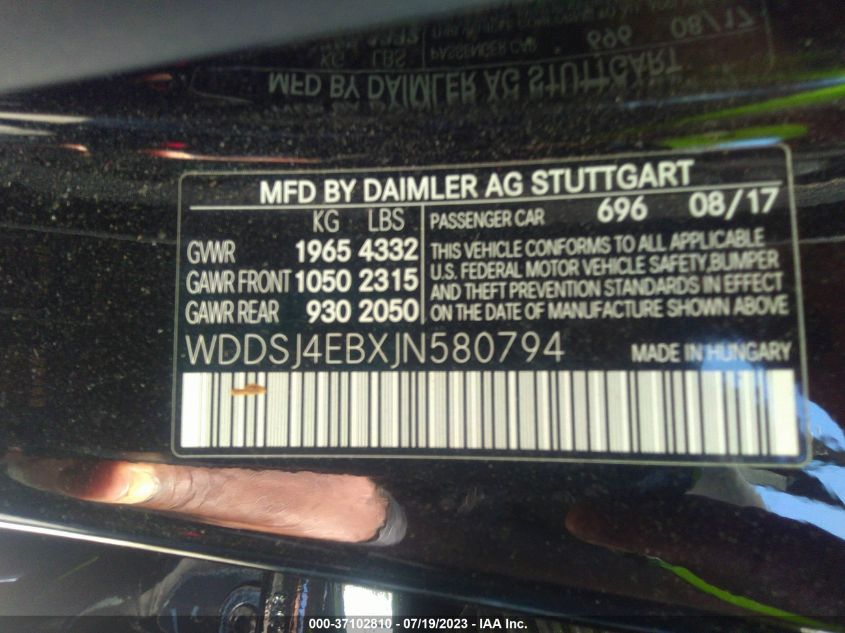 MFD BY DAIMLER AG STUTTGART
KG LBS
GVWR 1965 4332
GAWR FRONT 1050 2315
GAWR REAR 930 2050
PASSENGER CAR 696 08/17
THIS VEHICLE CONFORMS TO ALL APPLICABLE
U.S. FEDERAL MOTOR VEHICLE SAFETY, BUMPER
AND THEFT PREVENTION STANDARDS IN EFFECT
ON THE DATE OF MANUFACTURE SHOWN ABOVE
WDDSJ4EBXJN580794 MADE IN HUNGARY
000-37102810 - 07/19/2023 - IAA Inc.